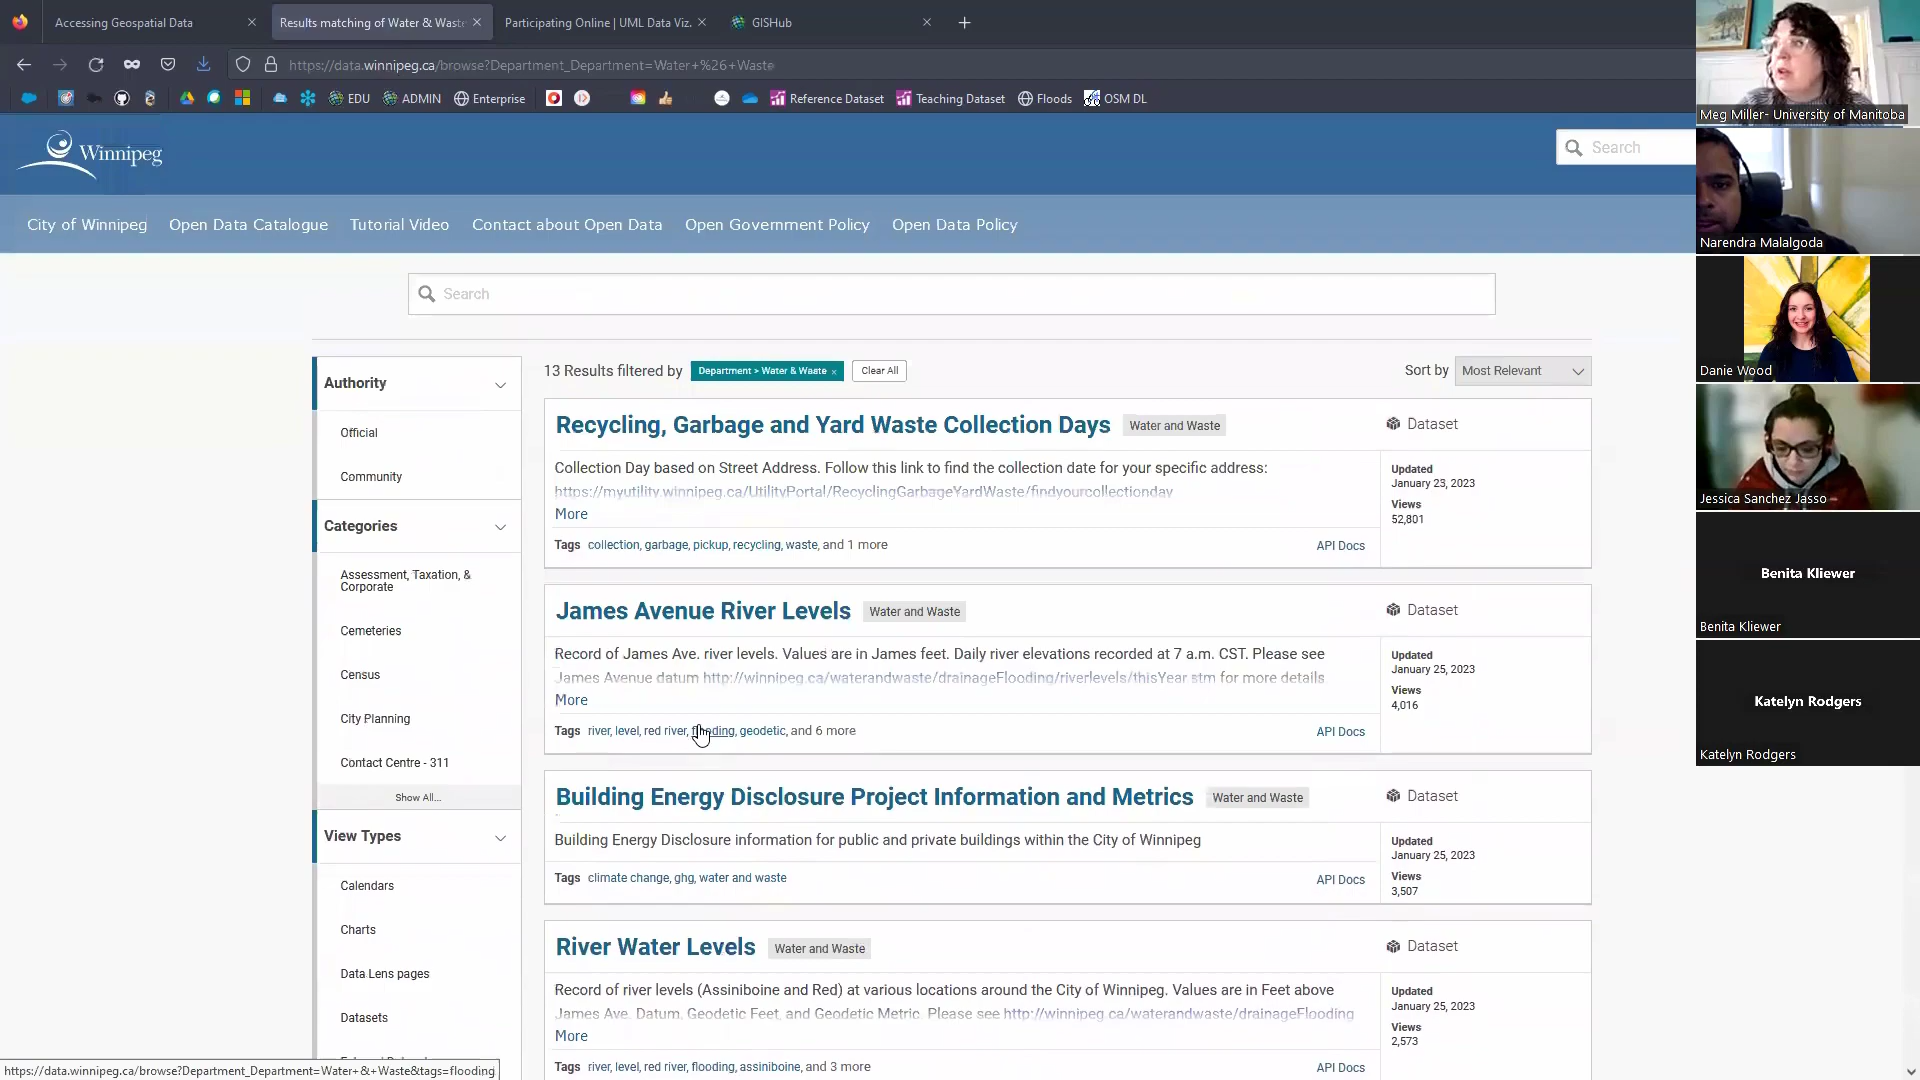 Accessing Geospatial Data
Results matching of Water & Wast
Participating Online | UML Data Viz.
GISHub
https://data.winnipeg.ca/browse?Department_Department=Water+%26+Waste
EDU
ADMIN
Enterprise
Reference Dataset
Teaching Dataset
Floods
OSM DL
Winnipeg
Search
City of Winnipeg
Open Data Catalogue
Tutorial Video
Contact about Open Data
Open Government Policy
Open Data Policy
Search
Authority
Official
Community
Categories
Assessment, Taxation, &
Corporate
Cemeteries
Census
City Planning
Contact Centre - 311
Show All...
View Types
Calendars
Charts
Data Lens pages
Datasets
13 Results filtered by
Department > Water & Waste ×
Clear All
Sort by
Most Relevant
Recycling, Garbage and Yard Waste Collection Days
Water and Waste
Dataset
Collection Day based on Street Address. Follow this link to find the collection date for your specific address:
https://myutility.winnipeg.ca/UtilityPortal/RecyclingGarbageYardWaste/findyourcollectionday
More
Tags collection, garbage, pickup, recycling, waste, and 1 more
API Docs
Updated
January 23, 2023
Views
52,801
James Avenue River Levels
Water and Waste
Dataset
Record of James Ave. river levels. Values are in James feet. Daily river elevations recorded at 7 a.m. CST. Please see
James Avenue datum http://winnipeg.ca/waterandwaste/drainageFlooding/riverlevels/thisYear stm for more details
More
Tags river, level, red river, flooding, geodetic, and 6 more
API Docs
Updated
January 25, 2023
Views
4,016
Building Energy Disclosure Project Information and Metrics
Water and Waste
Dataset
Building Energy Disclosure information for public and private buildings within the City of Winnipeg
Tags climate change, ghg, water and waste
API Docs
Updated
January 25, 2023
Views
3,507
River Water Levels
Water and Waste
Dataset
Record of river levels (Assiniboine and Red) at various locations around the City of Winnipeg. Values are in Feet above
James Ave. Datum, Geodetic Feet, and Geodetic Metric Please see http://winnipeg.ca/waterandwaste/drainageFlooding
More
Tags river, level, red river, flooding, assiniboine, and 3 more
API Docs
Updated
January 25, 2023
Views
2,573
https://data.winnipeg.ca/browse?Department_Department=Water+&+Waste&tags=flooding
Meg Miller- University of Manitoba
Narendra Malalgoda
Danie Wood
Jessica Sanchez Jasso
Benita Kliewer
Benita Kliewer
Katelyn Rodgers
Katelyn Rodgers